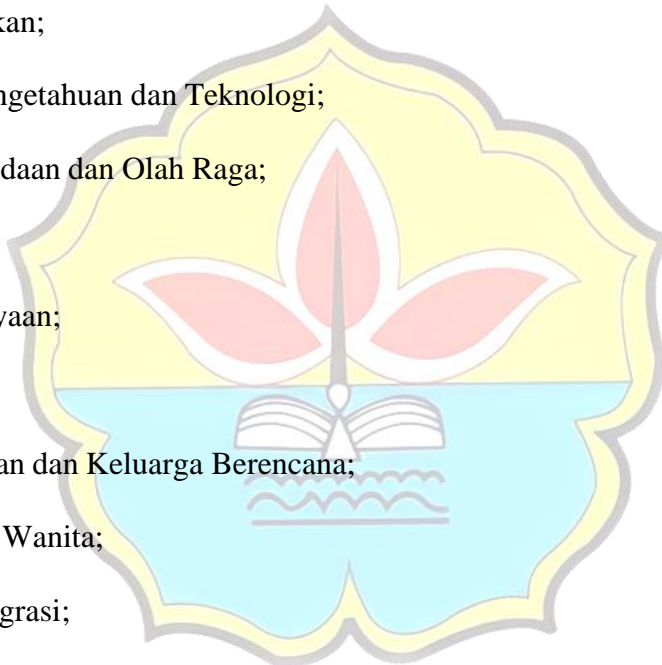 kan;
ngetahuan dan Teknologi;
daan dan Olah Raga;
yaan;
an dan Keluarga Berencana;
Wanita;
grasi;